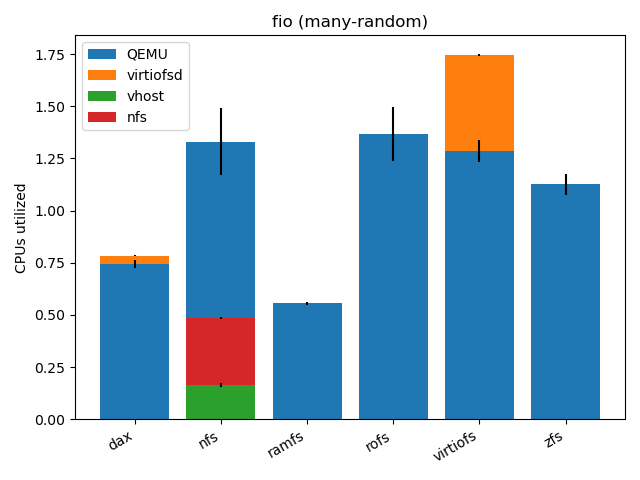 fio (many-random)
QEMU
virtiofsd
vhost
nfs
CPUs utilized
1.75
1.50
1.25
1.00
0.75
0.50
0.25
0.00
dax
nfs
ramfs
rofs
virtiofs
zfs